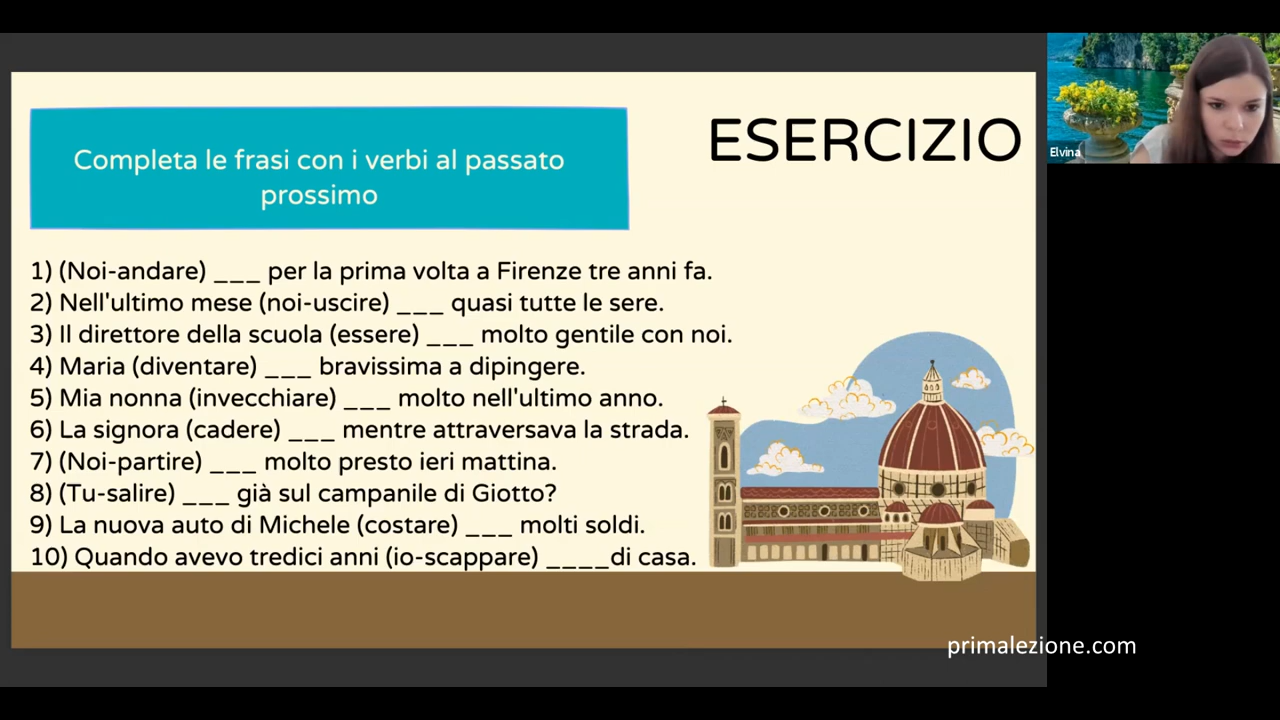 Completa le frasi con i verbi al passato
prossimo
ESERCIZIO
Elvina
1) (Noi-andare) ___ per la prima volta a Firenze tre anni fa.
2) Nell'ultimo mese (noi-uscire) ___ quasi tutte le sere.
3) Il direttore della scuola (essere) ___ molto gentile con noi.
4) Maria (diventare) ___ bravissima a dipingere.
5) Mia nonna (invecchiare) ___ molto nell'ultimo anno.
6) La signora (cadere) ___ mentre attraversava la strada.
7) (Noi-partire) ___ molto presto ieri mattina.
8) (Tu-salire) ___ già sul campanile di Giotto?
9) La nuova auto di Michele (costare) ___ molti soldi.
10) Quando avevo tredici anni (io-scappare) ____di casa.
primalezione.com